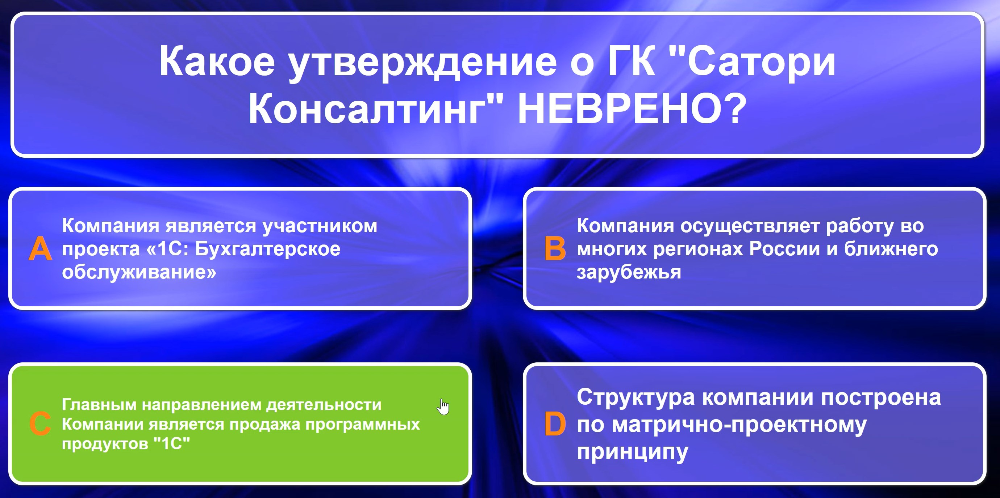 Какое утверждение о ГК "Сатори
Консалтинг" НЕВРЕНО?
A
Компания является участником
проекта «1С: Бухгалтерское
обслуживание»
B
Компания осуществляет работу во
многих регионах России и ближнего
зарубежья
C
Главным направлением деятельности
Компании является продажа программных
продуктов "1С"
D
Структура компании построена
по матрично-проектному
принципу